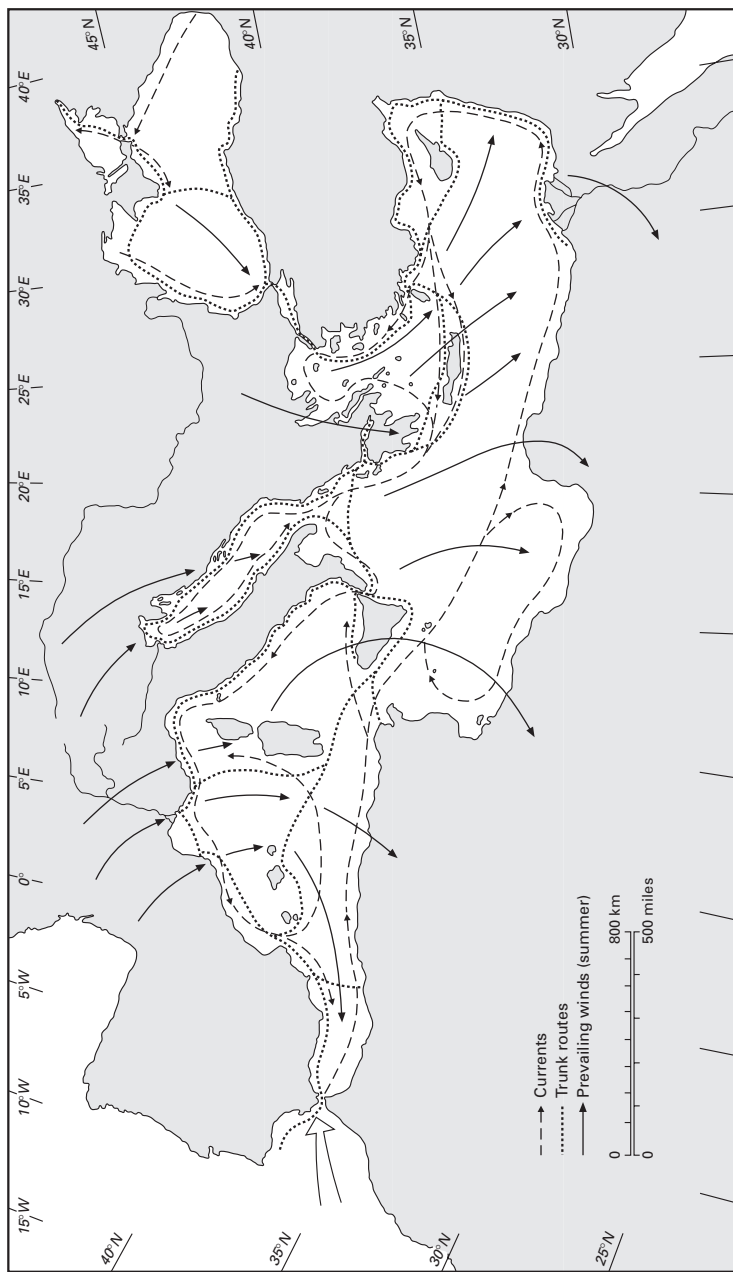 15°W 10°W 5°W 0° 5°E 10°E 15°E 20°E 25°E 30°E 35°E 40°E
45°N
40°N
40°N
35°N
35°N
30°N
30°N
25°N
Currents
Trunk routes
Prevailing winds (summer)
0 800 km
0 500 miles